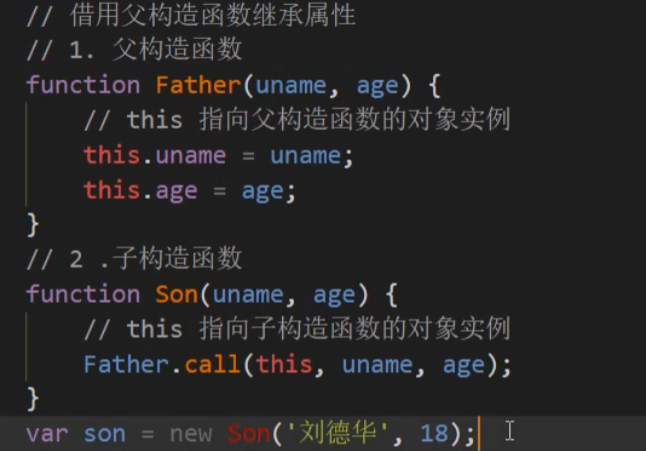 // 借用父构造函数继承属性
// 1. 父构造函数
function Father(uname, age) {
// this 指向父构造函数的对象实例
this.uname = uname;
this.age = age;
}
// 2 .子构造函数
function Son(uname, age) {
// this 指向子构造函数的对象实例
Father.call(this, uname, age);
}
var son = new Son('刘德华', 18);